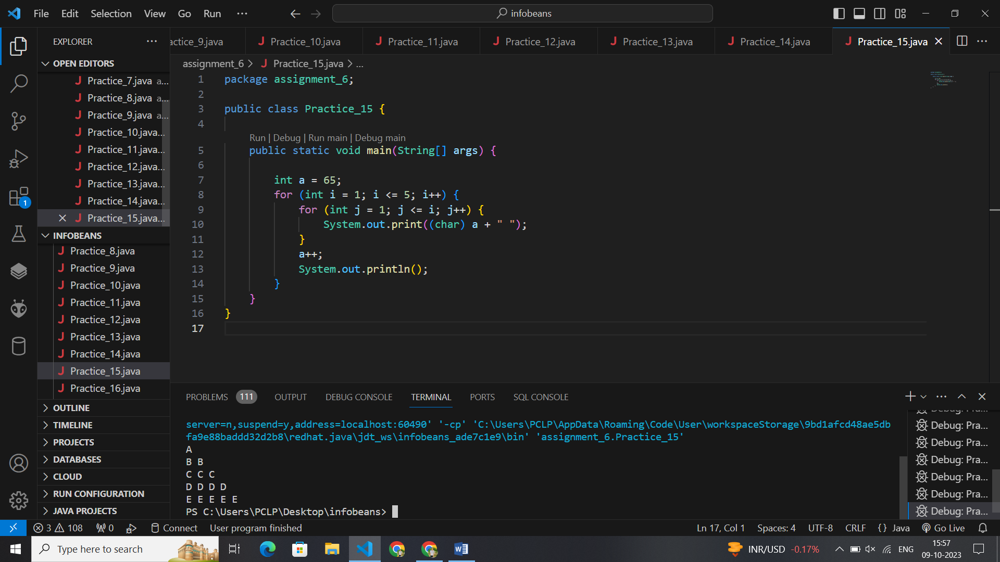 File Edit Selection View Go Run ...
infobeans
EXPLORER ...
OPEN EDITORS
Practice_7.java a...
Practice_8.java a...
Practice_9.java a...
Practice_10.java...
Practice_11.java...
Practice_12.java...
Practice_13.java...
Practice_14.java...
Practice_15.java...
INFOBEANS
Practice_8.java
Practice_9.java
Practice_10.java
Practice_11.java
Practice_12.java
Practice_13.java
Practice_14.java
Practice_15.java
Practice_16.java
OUTLINE
TIMELINE
PROJECTS
DATABASES
CLOUD
RUN CONFIGURATION
JAVA PROJECTS
1
actice_9.java Practice_10.java Practice_11.java Practice_12.java Practice_13.java Practice_14.java Practice_15.java
assignment_6 > Practice_15.java > ...
1 package assignment_6;
2
3 public class Practice_15 {
4
Run | Debug | Run main | Debug main
5 public static void main(String[] args) {
6
7 int a = 65;
8 for (int i = 1; i <= 5; i++) {
9 for (int j = 1; j <= i; j++) {
10 System.out.print((char) a + " ");
11 }
12 a++;
13 System.out.println();
14 }
15 }
16 }
17
PROBLEMS 111 OUTPUT DEBUG CONSOLE TERMINAL PORTS SQL CONSOLE
server=n,suspend=y,address=localhost:60490' '-cp' 'C:\Users\PCLP\AppData\Roaming\Code\User\workspaceStorage\9bd1afcd48ae5db
fa9e88baddd32d2b8\redhat.java\jdt_ws\infobeans_ade7c1e9\bin' 'assignment_6.Practice_15'
A
B B
C C C
D D D D
E E E E E
PS C:\Users\PCLP\Desktop\infobeans>
Debug: Pra...
Debug: Pra...
Debug: Pra...
Debug: Pra...
Debug: Pra...
Debug: Pra...
3 108 0 Connect User program finished Ln 17, Col 1 Spaces: 4 UTF-8 CRLF {} Java Go Live
Type here to search INR/USD -0.17% ENG 15:57
09-10-2023